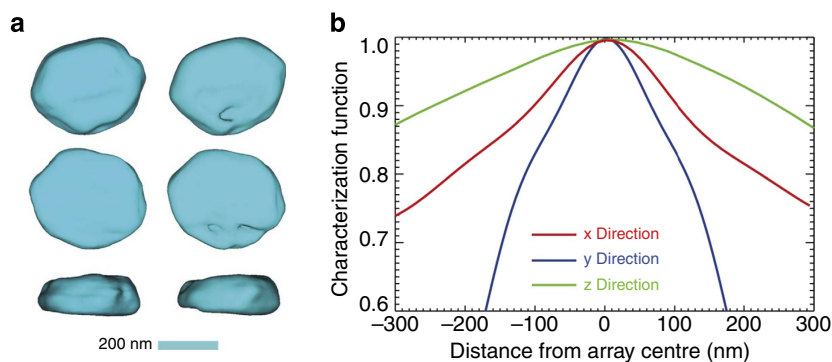 a
200 nm
b
Characterization function
1.0
0.9
0.8
0.7
0.6
x Direction
y Direction
z Direction
−300 −200 −100 0 100 200 300
Distance from array centre (nm)